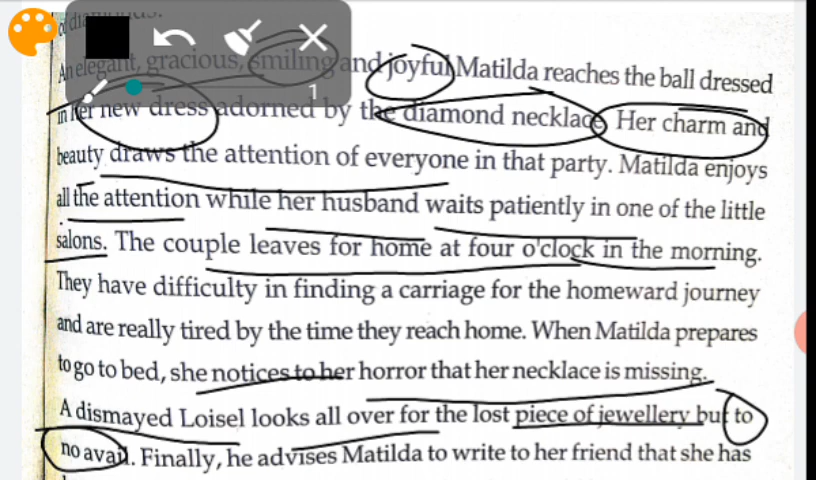 of diamonds.
An elegant, gracious, smiling and joyful Matilda reaches the ball dressed
1
in her new dress adorned by the diamond necklace. Her charm and
beauty draws the attention of everyone in that party. Matilda enjoys
all the attention while her husband waits patiently in one of the little
salons. The couple leaves for home at four o'clock in the morning.
They have difficulty in finding a carriage for the homeward journey
and are really tired by the time they reach home. When Matilda prepares
to go to bed, she notices to her horror that her necklace is missing.
A dismayed Loisel looks all over for the lost piece of jewellery but to
no avail. Finally, he advises Matilda to write to her friend that she has